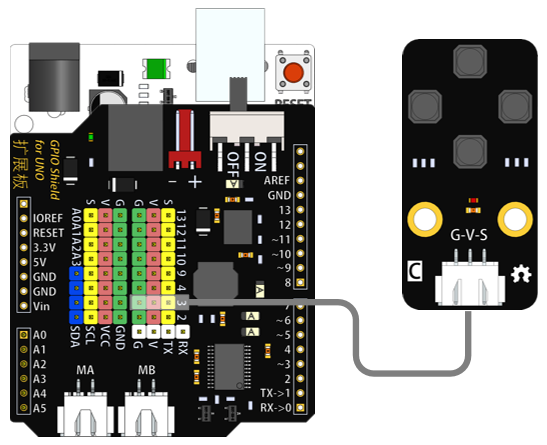 RESET
GPIO Shield
for UNO
扩展板
OFF
ON
- +
A
AREF
GND
13
12
~11
~10
~9
8
7
~6
~5
4
~3
2
TX->1
RX->0
IOREF
RESET
3.3V
5V
GND
GND
Vin
A0
A1
A2
A3
A4
A5
S V G G V S
A0 A1 A2 A3
13 12 11 10 9 4 3 2
SDA SCL VCC GND G V TX RX
A
A
A
MA
MB
G-V-S
C